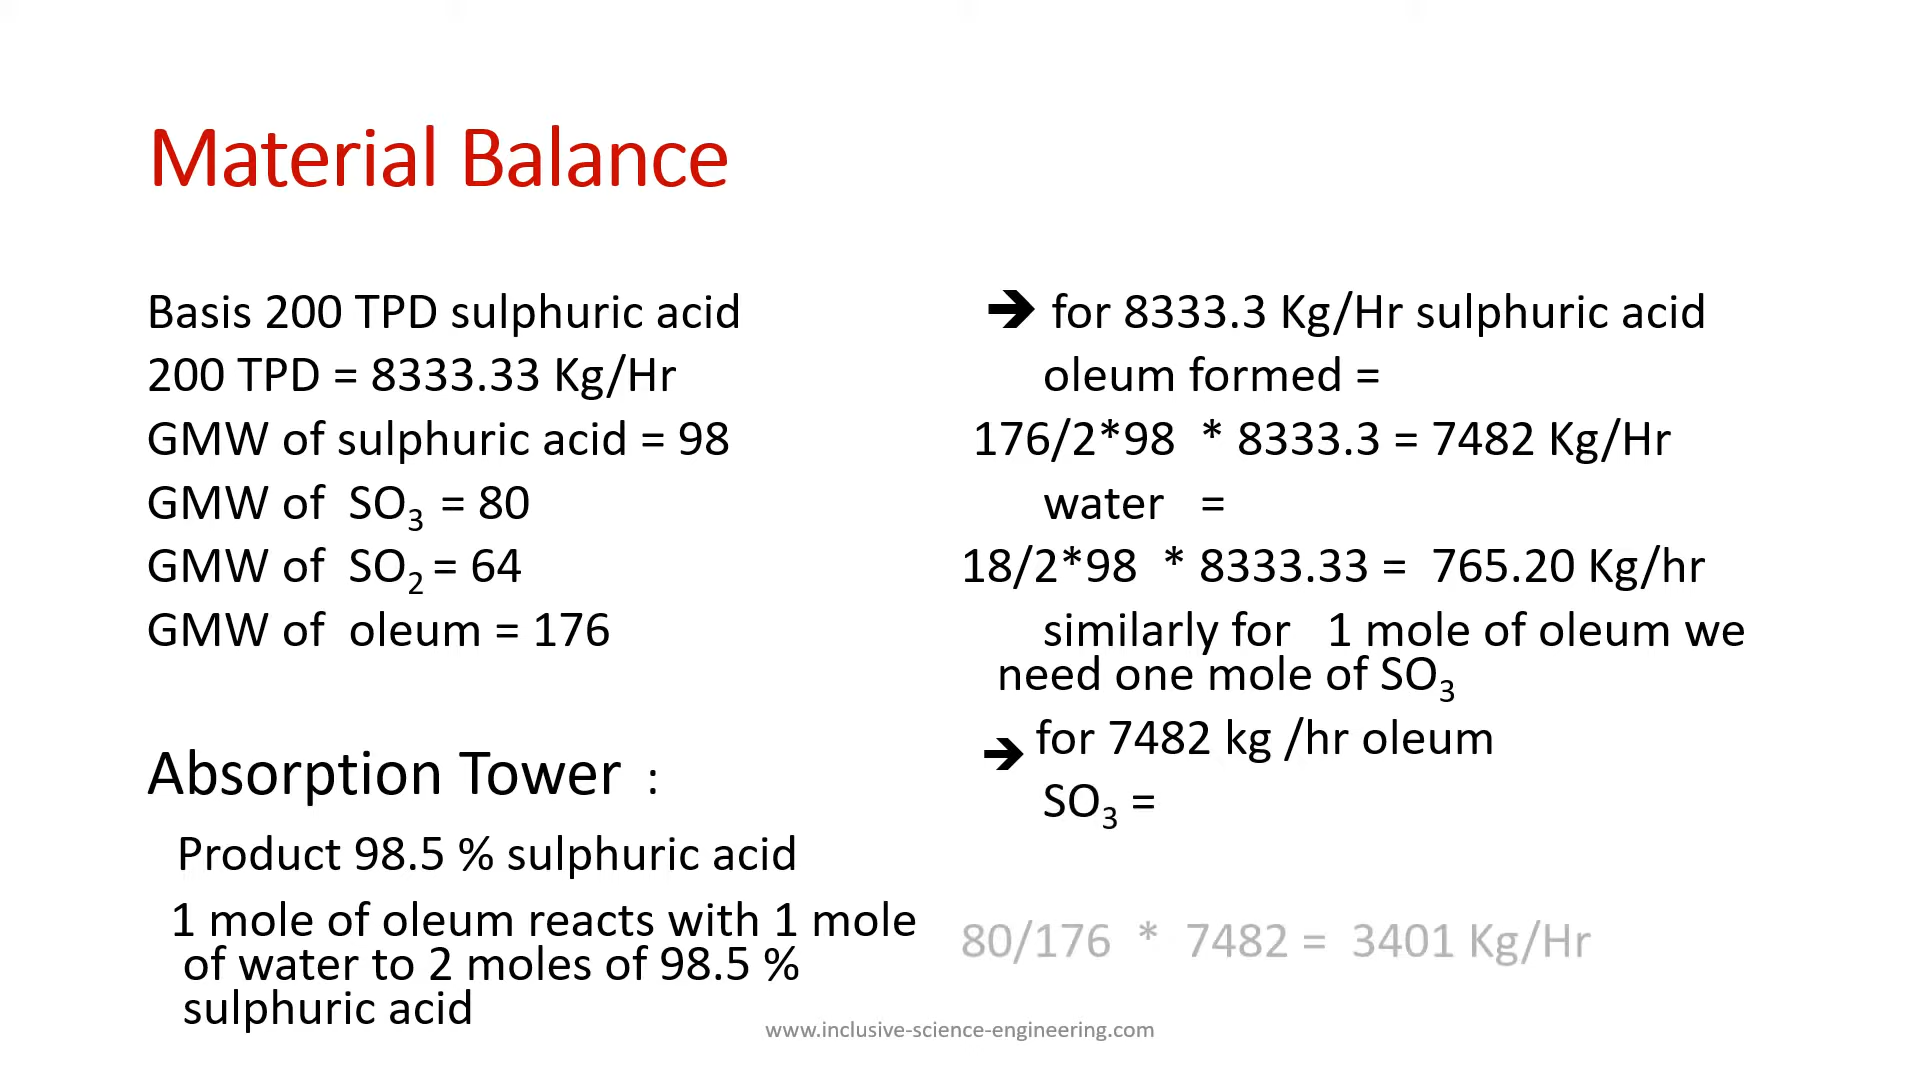 Material Balance
Basis 200 TPD sulphuric acid
200 TPD = 8333.33 Kg/Hr
GMW of sulphuric acid = 98
GMW of SO₃ = 80
GMW of SO₂ = 64
GMW of oleum = 176
Absorption Tower :
Product 98.5 % sulphuric acid
1 mole of oleum reacts with 1 mole
of water to 2 moles of 98.5 %
sulphuric acid
➔ for 8333.3 Kg/Hr sulphuric acid
oleum formed =
176/2*98 * 8333.3 = 7482 Kg/Hr
water =
18/2*98 * 8333.33 = 765.20 Kg/hr
similarly for 1 mole of oleum we
need one mole of SO₃
➔ for 7482 kg /hr oleum
SO₃ =
80/176 * 7482 = 3401 Kg/Hr
www.inclusive-science-engineering.com